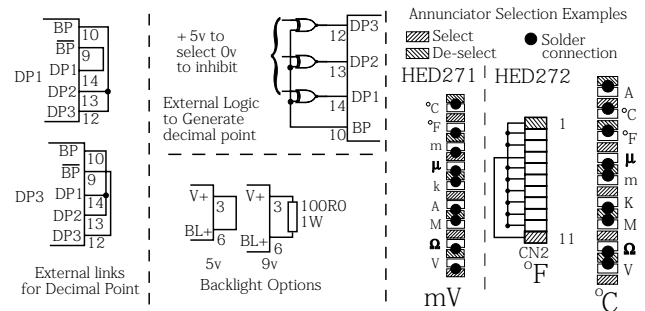 BP
10
BP
9
DP1
DP1
14
DP2
13
DP3
12
BP
10
BP
9
DP3
DP1
14
DP2
13
DP3
12
External links
for Decimal Point
+ 5v to
select 0v
to inhibit
External Logic
to Generate
decimal point
DP3
12
DP2
13
DP1
14
BP
10
V+
3
BL+
6
5v
V+
3
100R0
1W
BL+
6
9v
Backlight Options
Annunciator Selection Examples
Select
De-select
Solder
connection
HED271
°C
°F
m
μ
k
A
M
Ω
V
mV
HED272
1
11
CN2
°F
A
°C
°F
μ
m
K
M
Ω
V
°C